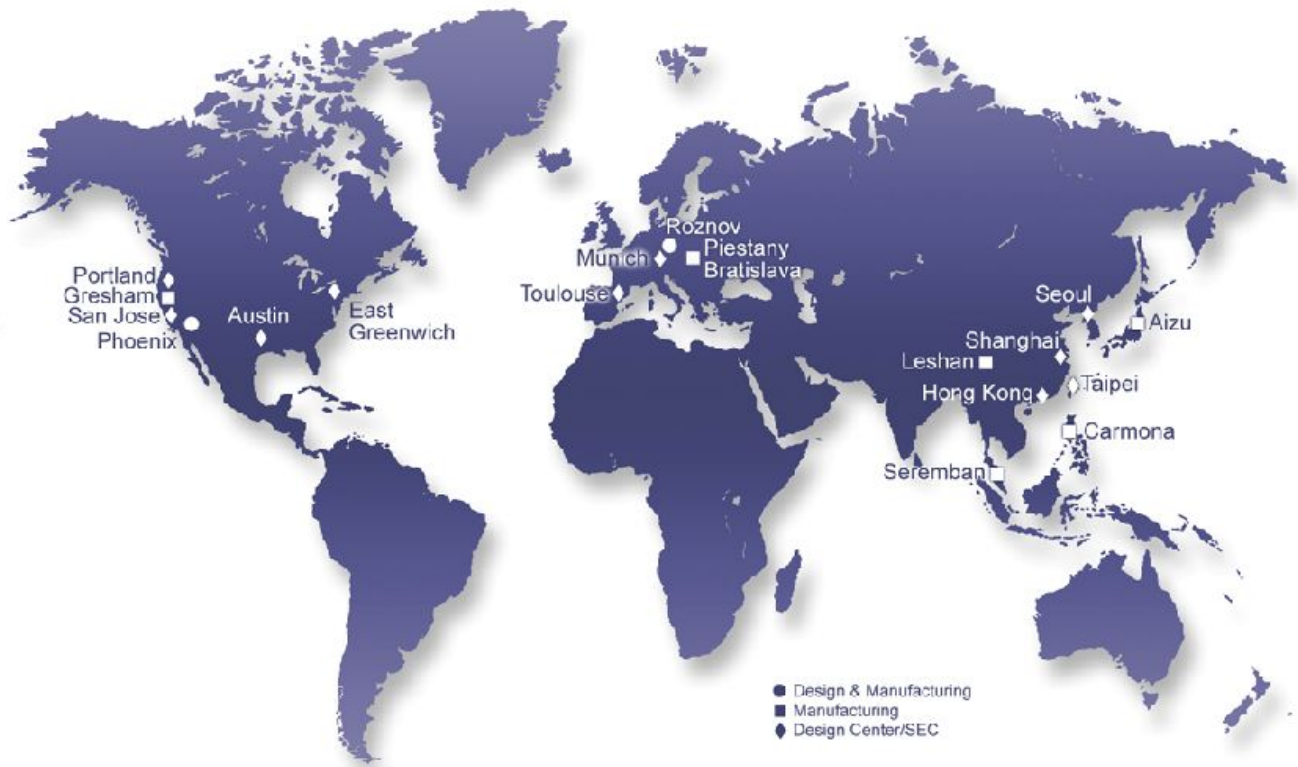 Portland
Gresham
San Jose
Phoenix
Austin
East
Greenwich
Roznov
Munich
Piestany
Bratislava
Toulouse
Seoul
Aizu
Shanghai
Leshan
Taipei
Hong Kong
Carmona
Seremban
Design & Manufacturing
Manufacturing
Design Center/SEC